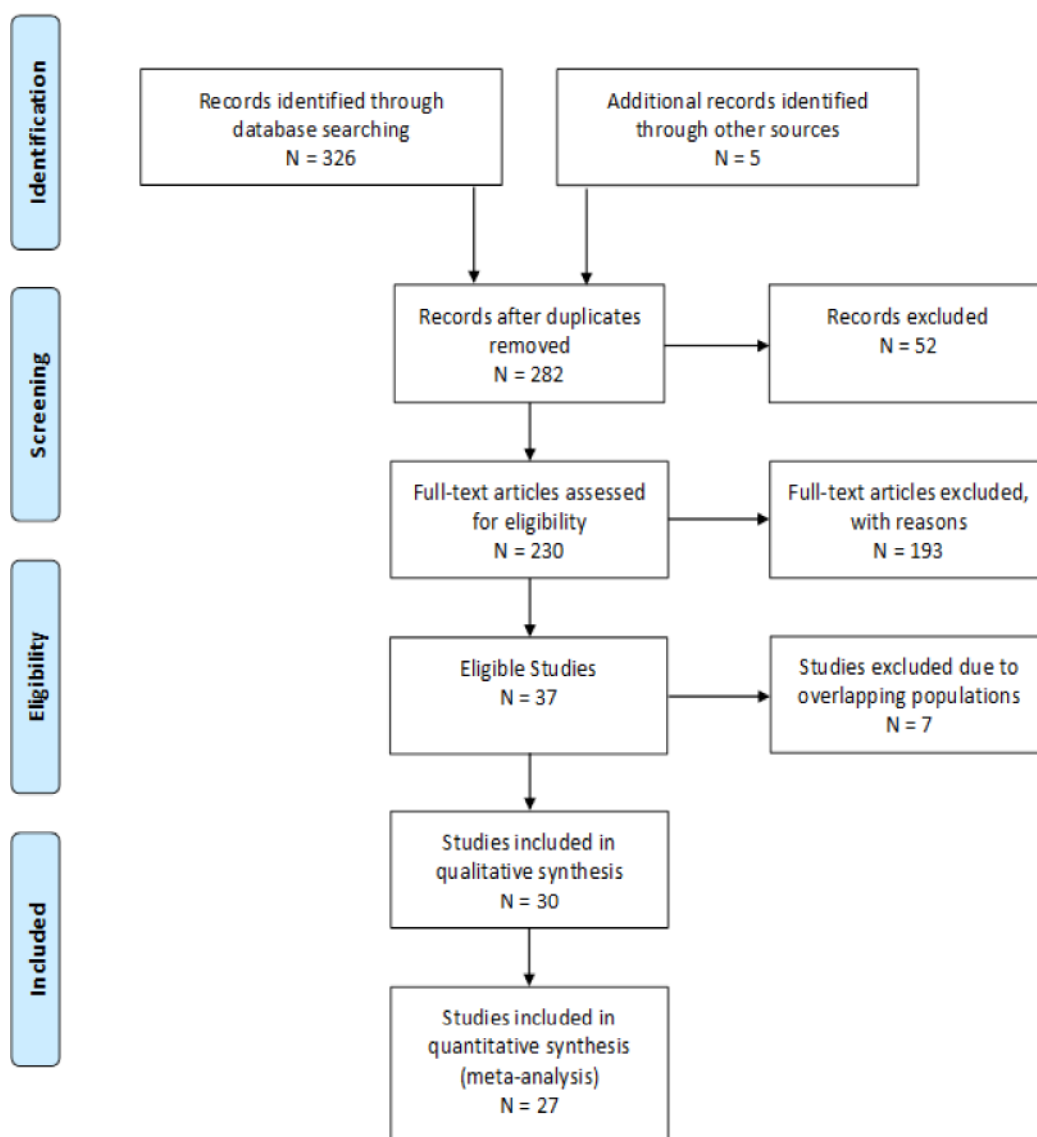 Identification
Records identified through
database searching
N = 326
Additional records identified
through other sources
N = 5
Screening
Records after duplicates
removed
N = 282
Records excluded
N = 52
Full-text articles assessed
for eligibility
N = 230
Full-text articles excluded,
with reasons
N = 193
Eligibility
Eligible Studies
N = 37
Studies excluded due to
overlapping populations
N = 7
Included
Studies included in
qualitative synthesis
N = 30
Studies included in
quantitative synthesis
(meta-analysis)
N = 27